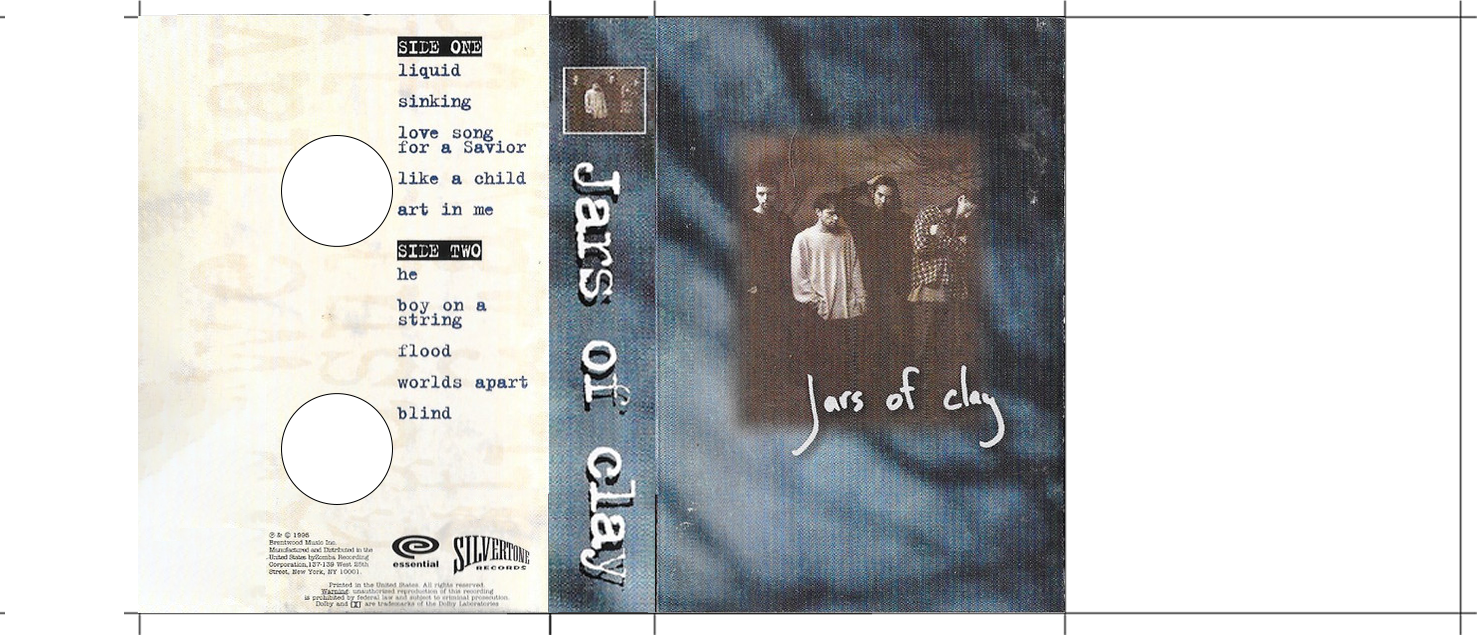 SIDE ONE
liquid
sinking
love song
for a Savior
like a child
art in me
SIDE TWO
he
boy on a
string
flood
worlds apart
blind
℗ & © 1995
Brentwood Music Inc.
Manufactured and Distributed in the
United States byZomba Recording
Corporation,137-139 West 25th
Street, New York, NY 10001.
essential
SILVERTONE
RECORDS
Printed in the United States. All rights reserved.
Warning: unauthorized reproduction of this recording
is prohibited by federal law and subject to criminal prosecution.
Dolby and are trademarks of the Dolby Laboratories
Jars of clay
Jars of clay